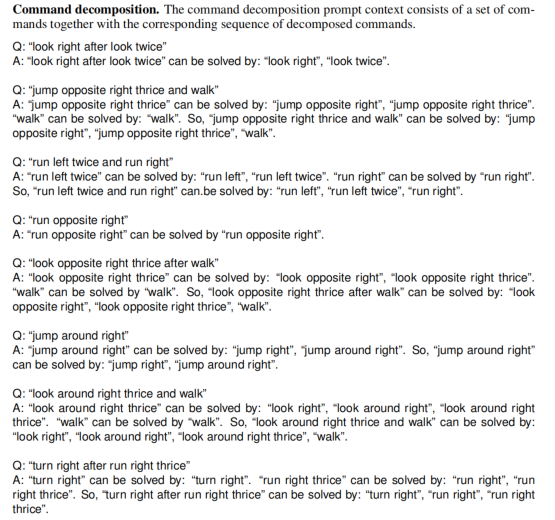 Command decomposition. The command decomposition prompt context consists of a set of com-
mands together with the corresponding sequence of decomposed commands.
Q: “look right after look twice”
A: “look right after look twice” can be solved by: “look right”, “look twice”.
Q: “jump opposite right thrice and walk”
A: “jump opposite right thrice” can be solved by: “jump opposite right”, “jump opposite right thrice”.
“walk” can be solved by: “walk”. So, “jump opposite right thrice and walk” can be solved by: “jump
opposite right”, “jump opposite right thrice”, “walk”.
Q: “run left twice and run right”
A: “run left twice” can be solved by: “run left”, “run left twice”. “run right” can be solved by “run right”.
So, “run left twice and run right” can.be solved by: “run left”, “run left twice”, “run right”.
Q: “run opposite right”
A: “run opposite right” can be solved by “run opposite right”.
Q: “look opposite right thrice after walk”
A: “look opposite right thrice” can be solved by: “look opposite right”, “look opposite right thrice”.
“walk” can be solved by “walk”. So, “look opposite right thrice after walk” can be solved by: “look
opposite right”, “look opposite right thrice”, “walk”.
Q: “jump around right”
A: “jump around right” can be solved by: “jump right”, “jump around right”. So, “jump around right”
can be solved by: “jump right”, “jump around right”.
Q: “look around right thrice and walk”
A: “look around right thrice” can be solved by: “look right”, “look around right”, “look around right
thrice”. “walk” can be solved by “walk”. So, “look around right thrice and walk” can be solved by:
“look right”, “look around right”, “look around right thrice”, “walk”.
Q: “turn right after run right thrice”
A: “turn right” can be solved by: “turn right”. “run right thrice” can be solved by: “run right”, “run
right thrice”. So, “turn right after run right thrice” can be solved by: “turn right”, “run right”, “run right
thrice”.